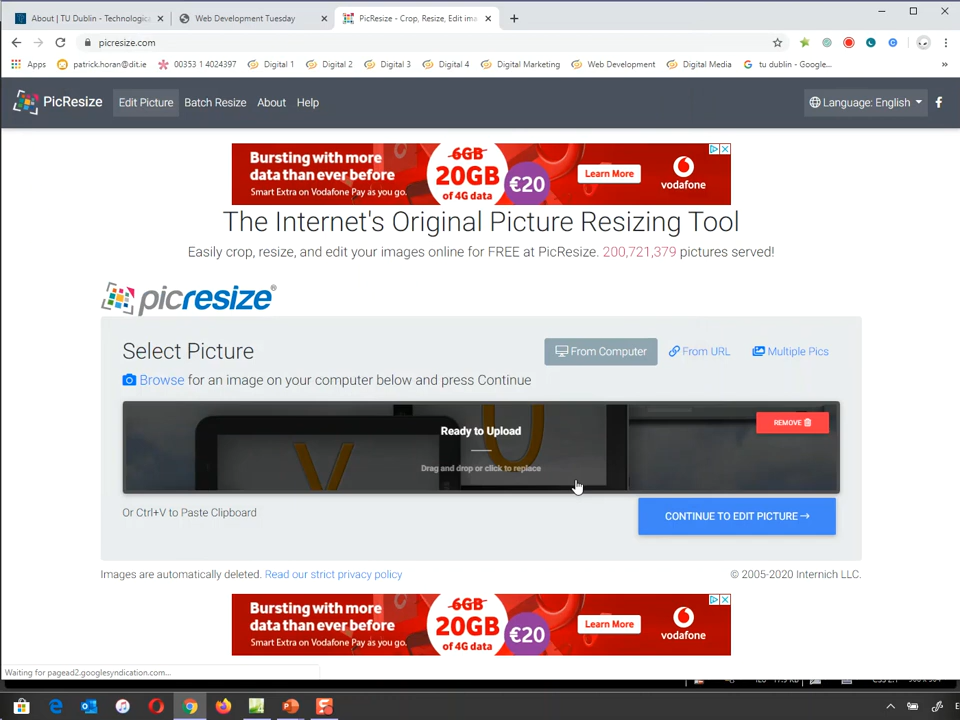 About | TU Dublin - Technologica
Web Development Tuesday
PicResize - Crop, Resize, Edit ima
picresize.com
Apps
patrick.horan@dit.ie
00353 1 4024397
Digital 1
Digital 2
Digital 3
Digital 4
Digital Marketing
Web Development
Digital Media
tu dublin - Google...
PicResize
Edit Picture
Batch Resize
About
Help
Language: English
Bursting with more
data than ever before
Smart Extra on Vodafone Pay as you go.
6GB
20GB
of 4G data
€20
Learn More
vodafone
The Internet's Original Picture Resizing Tool
Easily crop, resize, and edit your images online for FREE at PicResize. 200,721,379 pictures served!
picresize®
Select Picture
From Computer
From URL
Multiple Pics
Browse for an image on your computer below and press Continue
Ready to Upload
REMOVE
Drag and drop or click to replace
Or Ctrl+V to Paste Clipboard
CONTINUE TO EDIT PICTURE →
Images are automatically deleted. Read our strict privacy policy
© 2005-2020 Internich LLC.
Bursting with more
data than ever before
Smart Extra on Vodafone Pay as you go.
6GB
20GB
of 4G data
€20
Learn More
vodafone
Waiting for pagead2.googlesyndication.com...